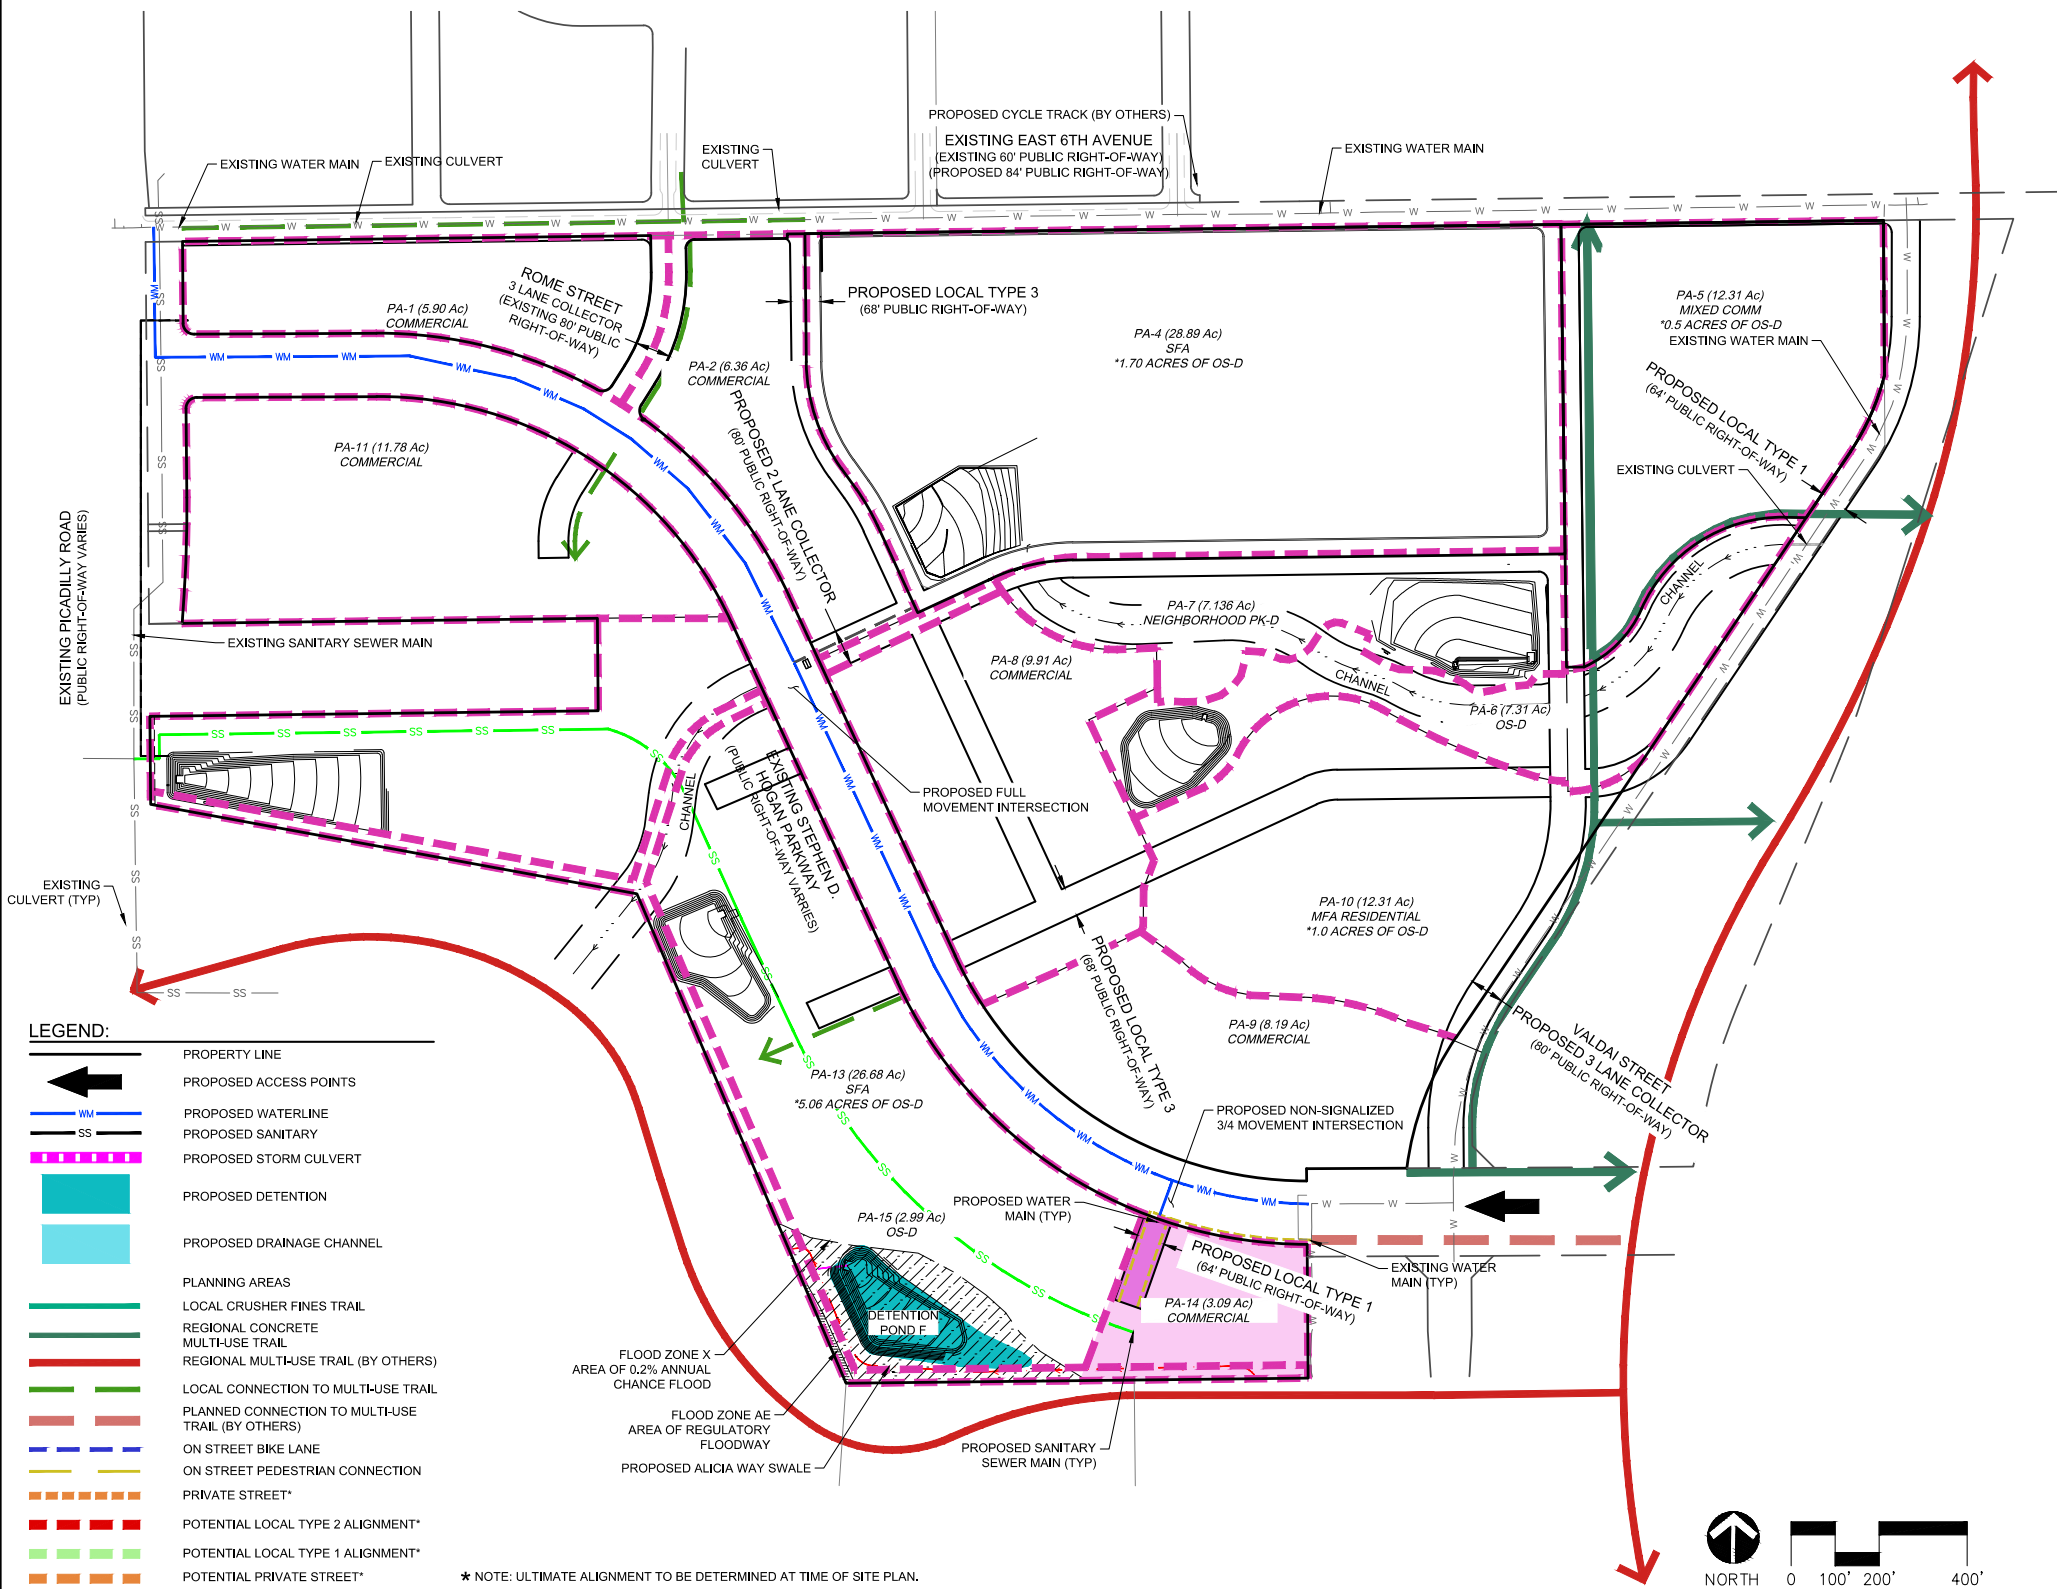 PROPOSED CYCLE TRACK (BY OTHERS)
EXISTING EAST 6TH AVENUE
(EXISTING 60' PUBLIC RIGHT-OF-WAY)
(PROPOSED 84' PUBLIC RIGHT-OF-WAY)
EXISTING WATER MAIN
EXISTING CULVERT
EXISTING
CULVERT
EXISTING WATER MAIN
ROME STREET
3 LANE COLLECTOR
(EXISTING 80' PUBLIC
RIGHT-OF-WAY)
PA-1 (5.90 Ac)
COMMERCIAL
PROPOSED LOCAL TYPE 3
(68' PUBLIC RIGHT-OF-WAY)
PA-4 (28.89 Ac)
SFA
*1.70 ACRES OF OS-D
PA-5 (12.31 Ac)
MIXED COMM
*0.5 ACRES OF OS-D
EXISTING WATER MAIN
PROPOSED LOCAL TYPE 1
(64' PUBLIC RIGHT-OF-WAY)
PA-2 (6.36 Ac)
COMMERCIAL
PROPOSED 2 LANE COLLECTOR
(80' PUBLIC RIGHT-OF-WAY)
PA-11 (11.78 Ac)
COMMERCIAL
EXISTING CULVERT
CHANNEL
EXISTING PICADILLY ROAD
(PUBLIC RIGHT-OF-WAY VARIES)
EXISTING SANITARY SEWER MAIN
PA-7 (7.136 Ac)
NEIGHBORHOOD PK-D
PA-8 (9.91 Ac)
COMMERCIAL
CHANNEL
PA-6 (7.31 Ac)
OS-D
CHANNEL
EXISTING STEPHEN D.
HOGAN PARKWAY
(PUBLIC RIGHT-OF-WAY VARRIES)
PROPOSED FULL
MOVEMENT INTERSECTION
EXISTING
CULVERT (TYP)
PA-10 (12.31 Ac)
MFA RESIDENTIAL
*1.0 ACRES OF OS-D
PROPOSED LOCAL TYPE 3
(68' PUBLIC RIGHT-OF-WAY)
PA-9 (8.19 Ac)
COMMERCIAL
VALDAI STREET
PROPOSED 3 LANE COLLECTOR
(80' PUBLIC RIGHT-OF-WAY)
PA-13 (26.68 Ac)
SFA
*5.06 ACRES OF OS-D
PROPOSED NON-SIGNALIZED
3/4 MOVEMENT INTERSECTION
PROPOSED WATER
MAIN (TYP)
PA-15 (2.99 Ac)
OS-D
PROPOSED LOCAL TYPE 1
(64' PUBLIC RIGHT-OF-WAY)
EXISTING WATER
MAIN (TYP)
PA-14 (3.09 Ac)
COMMERCIAL
DETENTION
POND F
FLOOD ZONE X
AREA OF 0.2% ANNUAL
CHANCE FLOOD
FLOOD ZONE AE
AREA OF REGULATORY
FLOODWAY
PROPOSED ALICIA WAY SWALE
PROPOSED SANITARY
SEWER MAIN (TYP)
LEGEND:
PROPERTY LINE
PROPOSED ACCESS POINTS
WM PROPOSED WATERLINE
SS PROPOSED SANITARY
PROPOSED STORM CULVERT
PROPOSED DETENTION
PROPOSED DRAINAGE CHANNEL
PLANNING AREAS
LOCAL CRUSHER FINES TRAIL
REGIONAL CONCRETE
MULTI-USE TRAIL
REGIONAL MULTI-USE TRAIL (BY OTHERS)
LOCAL CONNECTION TO MULTI-USE TRAIL
PLANNED CONNECTION TO MULTI-USE
TRAIL (BY OTHERS)
ON STREET BIKE LANE
ON STREET PEDESTRIAN CONNECTION
PRIVATE STREET*
POTENTIAL LOCAL TYPE 2 ALIGNMENT*
POTENTIAL LOCAL TYPE 1 ALIGNMENT*
POTENTIAL PRIVATE STREET*
* NOTE: ULTIMATE ALIGNMENT TO BE DETERMINED AT TIME OF SITE PLAN.
NORTH
0 100' 200' 400'